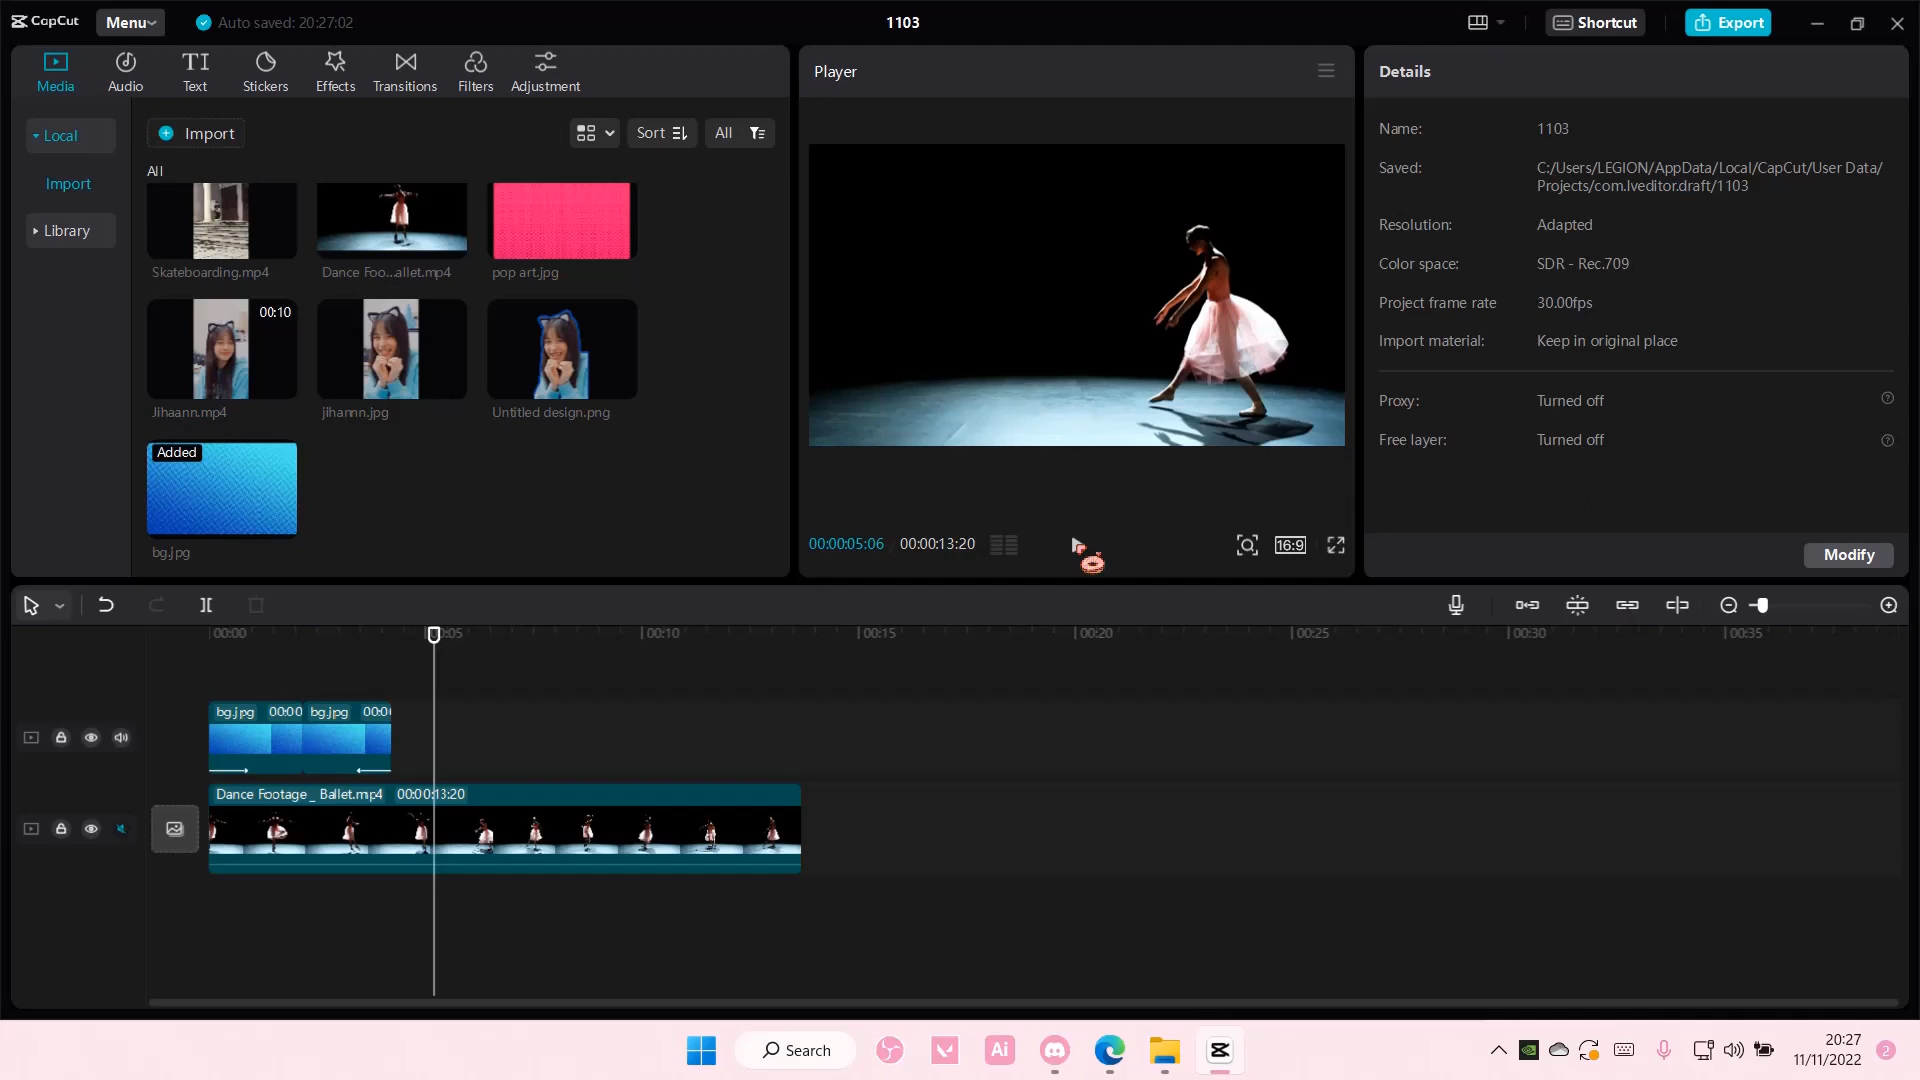 CapCut
Menu
Auto saved: 20:27:02
1103
Shortcut
Export
Media
Audio
Text
Stickers
Effects
Transitions
Filters
Adjustment
Local
Import
Library
Import
Sort
All
All
Skateboarding.mp4
Dance Foo...allet.mp4
pop art.jpg
00:10
Jihaann.mp4
jihannn.jpg
Untitled design.png
Added
bg.jpg
Player
00:00:05:06
00:00:13:20
16:9
Details
Name:
1103
Saved:
C:/Users/LEGION/AppData/Local/CapCut/User Data/
Projects/com.lveditor.draft/1103
Resolution:
Adapted
Color space:
SDR - Rec.709
Project frame rate
30.00fps
Import material:
Keep in original place
Proxy:
Turned off
Free layer:
Turned off
Modify
00:00
00:10
00:15
00:20
00:25
00:30
00:35
bg.jpg 00:00
bg.jpg
Dance Footage _ Ballet.mp4 00:00:13:20
Search
Ai
20:27
11/11/2022
2